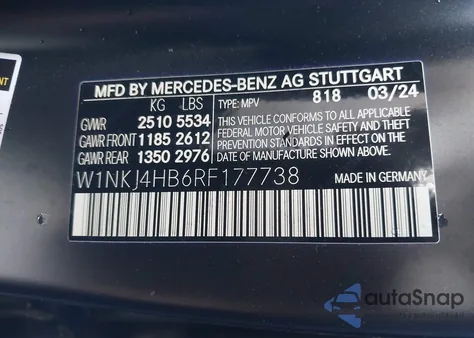 MFD BY MERCEDES-BENZ AG STUTTGART
KG LBS TYPE: MPV 818 03/24
GVWR 2510 5534
GAWR FRONT 1185 2612
GAWR REAR 1350 2976
THIS VEHICLE CONFORMS TO ALL APPLICABLE
FEDERAL MOTOR VEHICLE SAFETY AND
THEFT PREVENTION STANDARDS IN EFFECT
ON THE DATE OF MANUFACTURE SHOWN ABOVE.
W1NKJ4HB6RF177738 MADE IN GERMANY
autoSnap